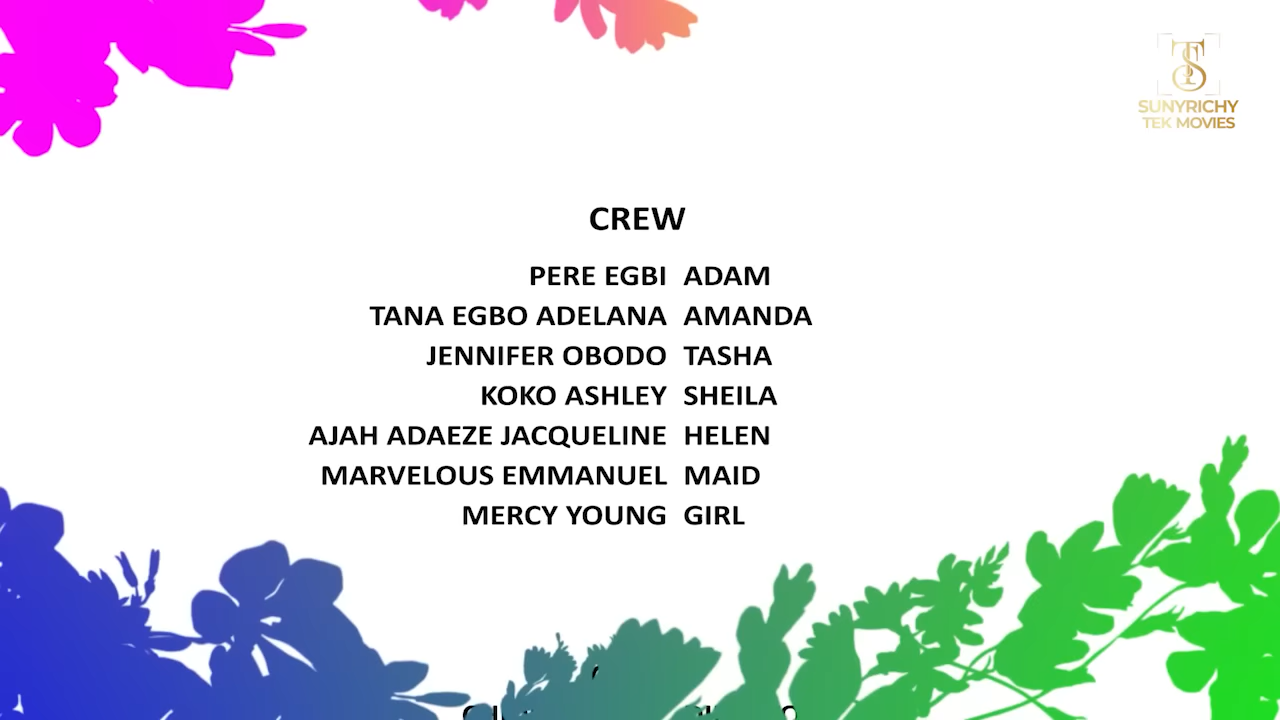 SUNYRICHY
TEK MOVIES
CREW
PERE EGBI ADAM
TANA EGBO ADELANA AMANDA
JENNIFER OBODO TASHA
KOKO ASHLEY SHEILA
AJAH ADAEZE JACQUELINE HELEN
MARVELOUS EMMANUEL MAID
MERCY YOUNG GIRL